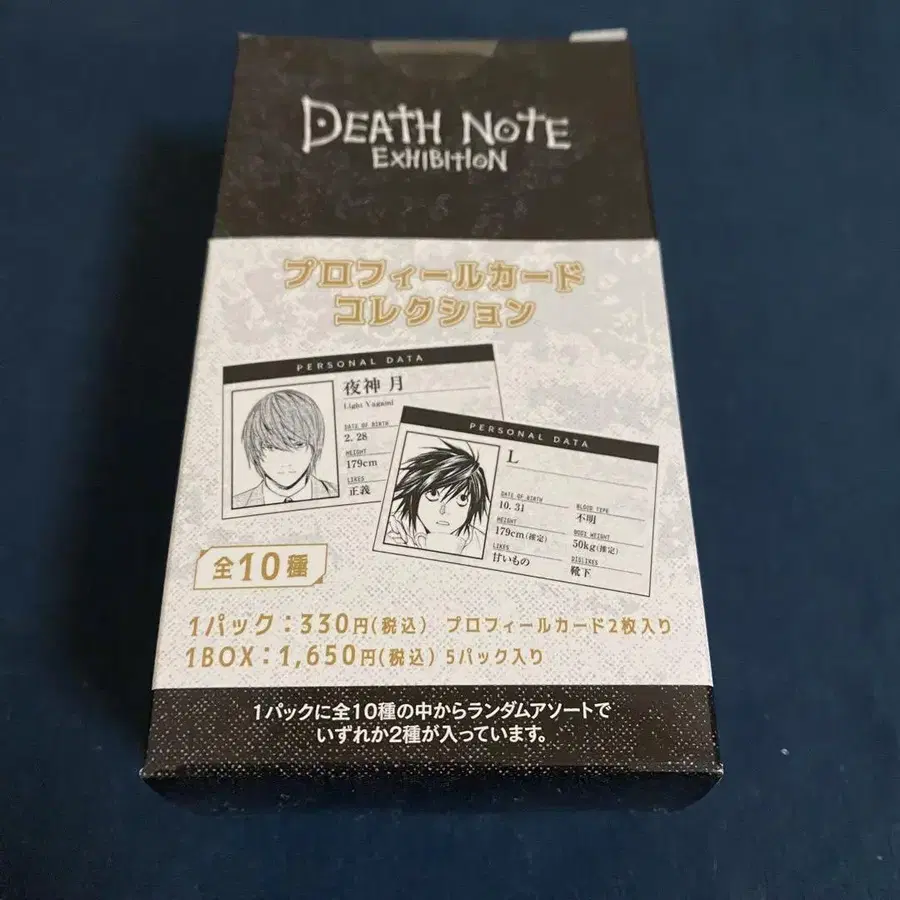 DEATH NOTE
EXHIBITION
プロフィールカード
コレクション
PERSONAL DATA
夜神 月
Light Yagami
DATE OF BIRTH
2. 28
HEIGHT
179cm
LIKES
正義
PERSONAL DATA
L
DATE OF BIRTH
10. 31
BLOOD TYPE
不明
HEIGHT
179cm(推定)
BODY WEIGHT
50kg(推定)
LIKES
甘いもの
DISLIKES
靴下
全10種
1パック：330円(税込) プロフィールカード2枚入り
1BOX：1,650円(税込) 5パック入り
1パックに全10種の中からランダムアソートで
いずれか2種が入っています。